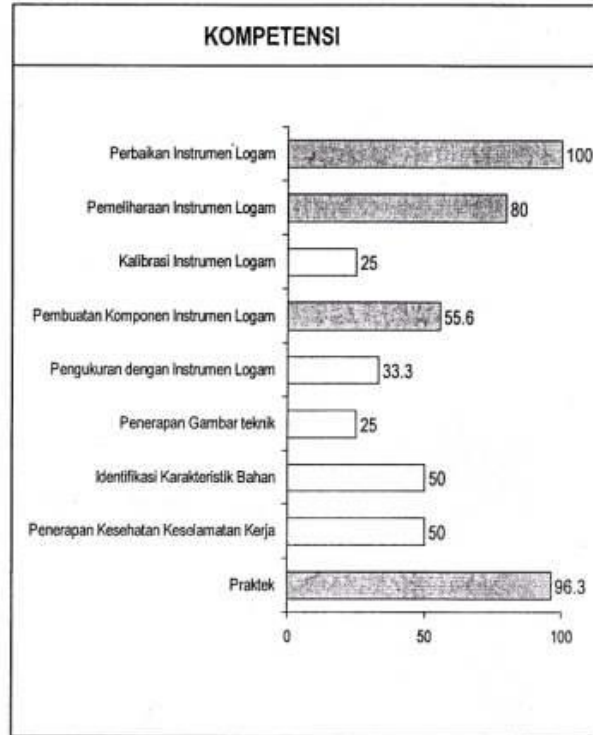 KOMPETENSI
Perbaikan Instrumen Logam 100
Pemeliharaan Instrumen Logam 80
Kalibrasi Instrumen Logam 25
Pembuatan Komponen Instrumen Logam 55.6
Pengukuran dengan Instrumen Logam 33.3
Penerapan Gambar teknik 25
Identifikasi Karakteristik Bahan 50
Penerapan Kesehatan Keselamatan Kerja 50
Praktek 96.3
0 50 100